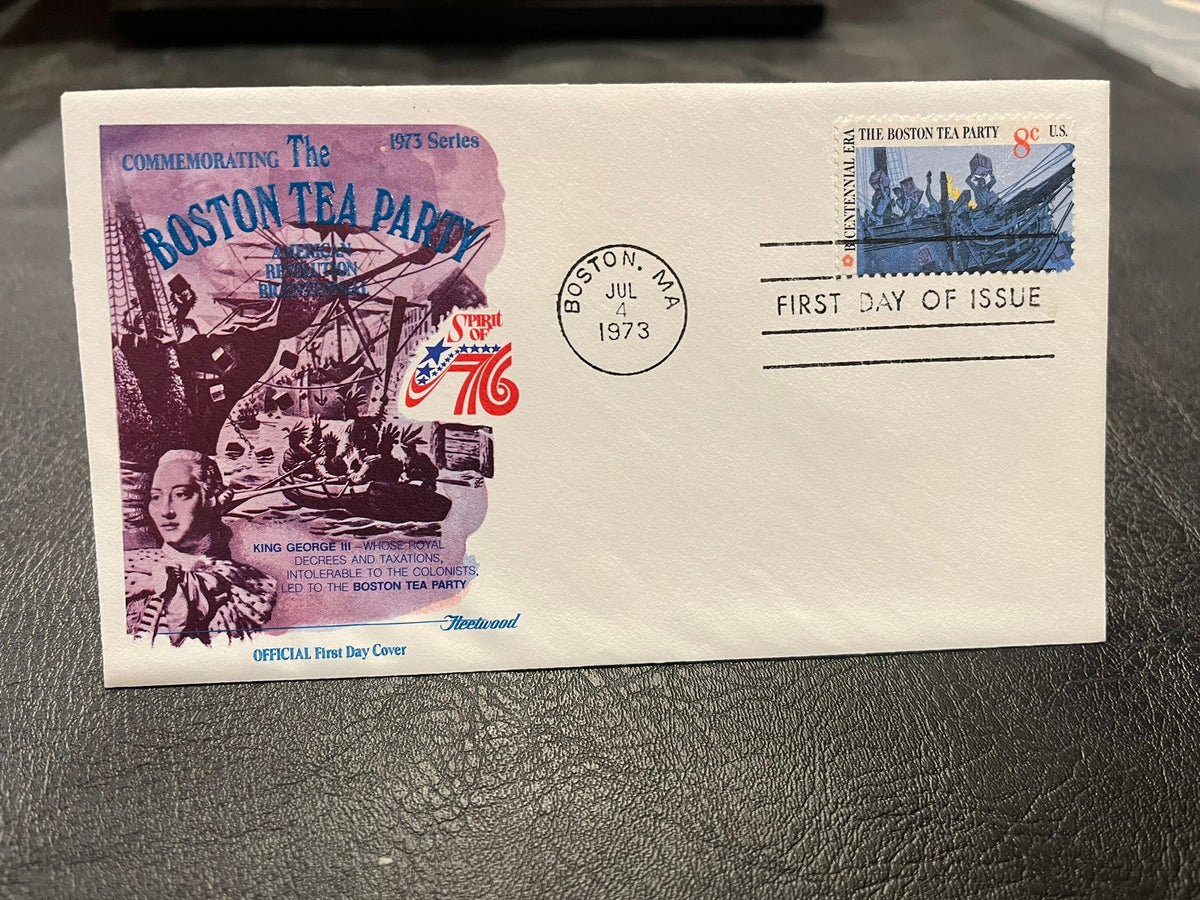 COMMEMORATING The
1973 Series
BOSTON TEA PARTY
AMERICAN
REVOLUTION
BICENTENNIAL
SPIRIT
OF
76
KING GEORGE III - WHOSE ROYAL
DECREES AND TAXATIONS,
INTOLERABLE TO THE COLONISTS,
LED TO THE BOSTON TEA PARTY
Fleetwood
OFFICIAL First Day Cover
BOSTON, MA
JUL
4
1973
BICENTENNIAL ERA
THE BOSTON TEA PARTY
8c U.S.
FIRST DAY OF ISSUE